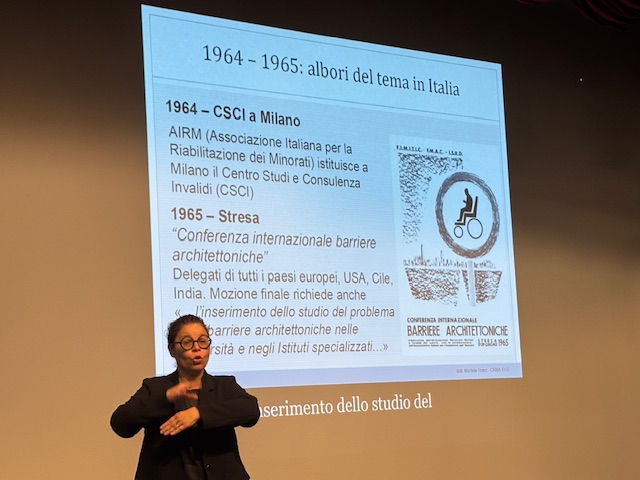 1964 – 1965: albori del tema in Italia
1964 – CSCI a Milano
AIRM (Associazione Italiana per la
Riabilitazione dei Minorati) istituisce a
Milano il Centro Studi e Consulenza
Invalidi (CSCI)
1965 – Stresa
“Conferenza internazionale barriere
architettoniche”
Delegati di tutti i paesi europei, USA, Cile,
India. Mozione finale richiede anche
«… l’inserimento dello studio del problema
barriere architettoniche nelle
e negli Istituti specializzati…»
F.I.M.I.T.I.C. - F.M.A.C. - I.S.R.D.
CONFERENZA INTERNAZIONALE
BARRIERE ARCHITETTONICHE
ITALIA 1965
inserimento dello studio del